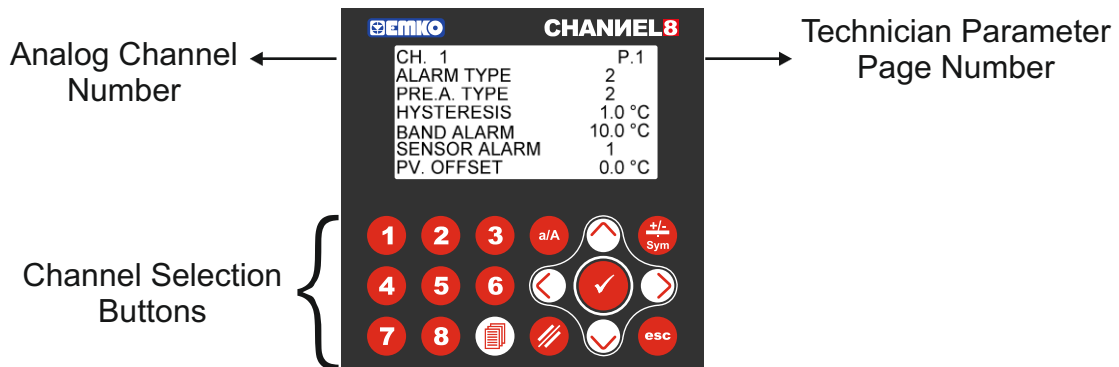 Analog Channel
Number
EMKO
CHANNEL8
CH. 1 P.1
ALARM TYPE 2
PRE.A. TYPE 2
HYSTERESIS 1.0 °C
BAND ALARM 10.0 °C
SENSOR ALARM 1
PV. OFFSET 0.0 °C
Technician Parameter
Page Number
Channel Selection
Buttons
1 2 3 a/A +/- Sym
4 5 6
7 8 esc